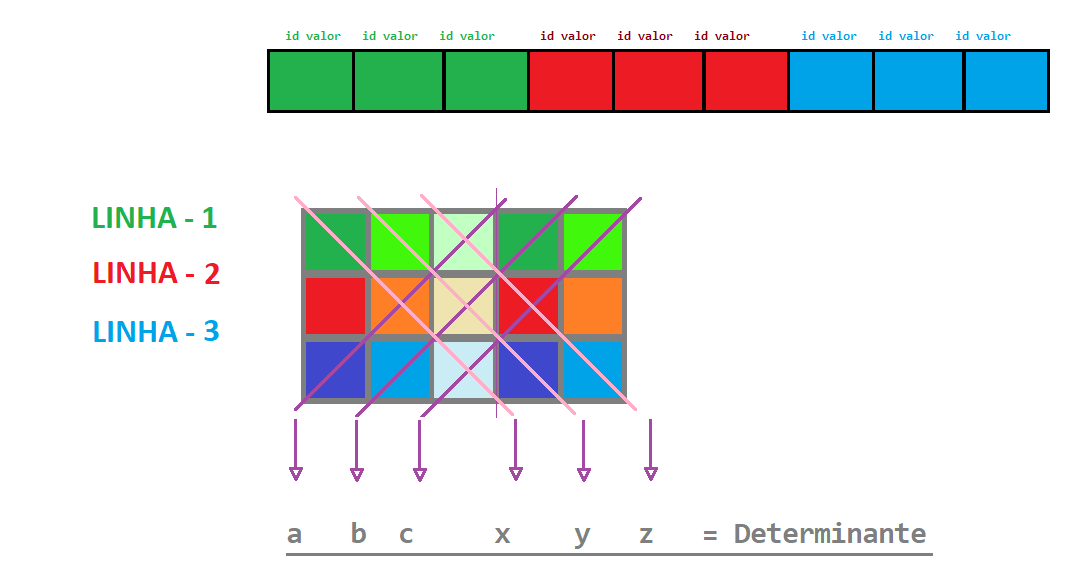 id valor id valor id valor id valor id valor id valor id valor id valor id valor
LINHA - 1
LINHA - 2
LINHA - 3
a b c x y z = Determinante